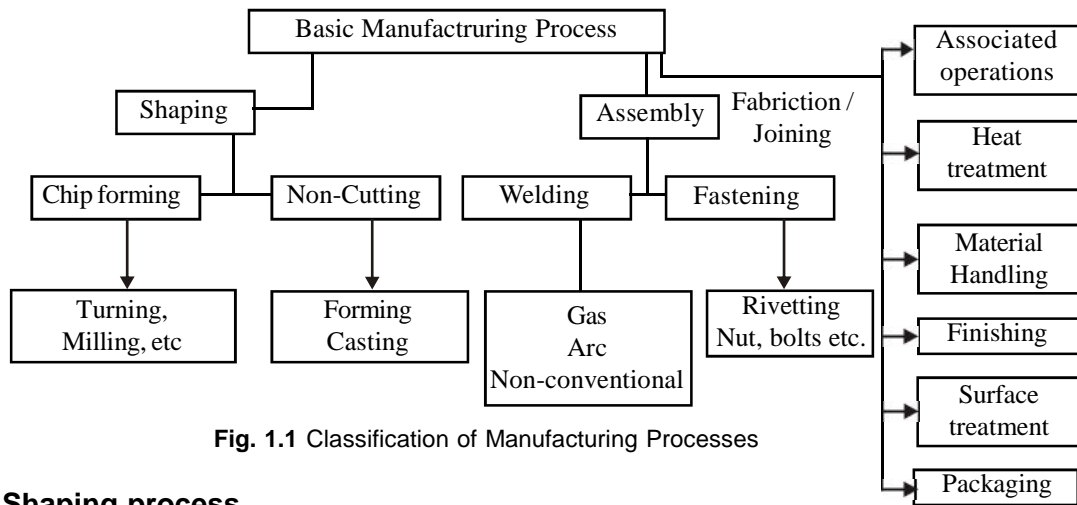 Basic Manufactruring Process
Shaping
Assembly
Fabriction /
Joining
Chip forming
Non-Cutting
Welding
Fastening
Turning,
Milling, etc
Forming
Casting
Gas
Arc
Non-conventional
Rivetting
Nut, bolts etc.
Associated
operations
Heat
treatment
Material
Handling
Finishing
Surface
treatment
Packaging
Fig. 1.1 Classification of Manufacturing Processes
Shaping process